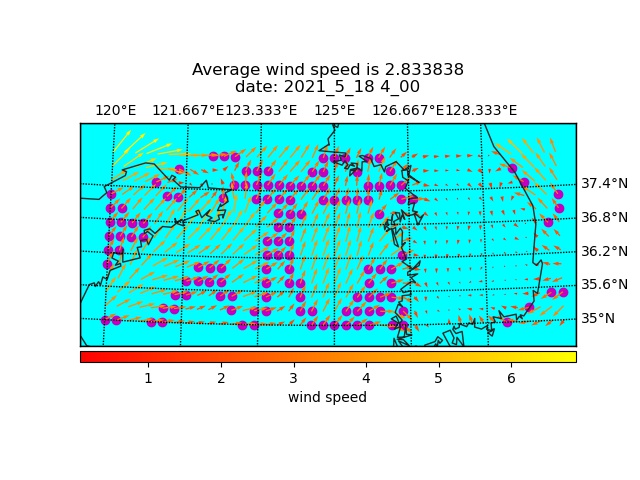 Average wind speed is 2.833838
date: 2021_5_18 4_00
120°E 121.667°E 123.333°E 125°E 126.667°E 128.333°E
37.4°N
36.8°N
36.2°N
35.6°N
35°N
1 2 3 4 5 6
wind speed